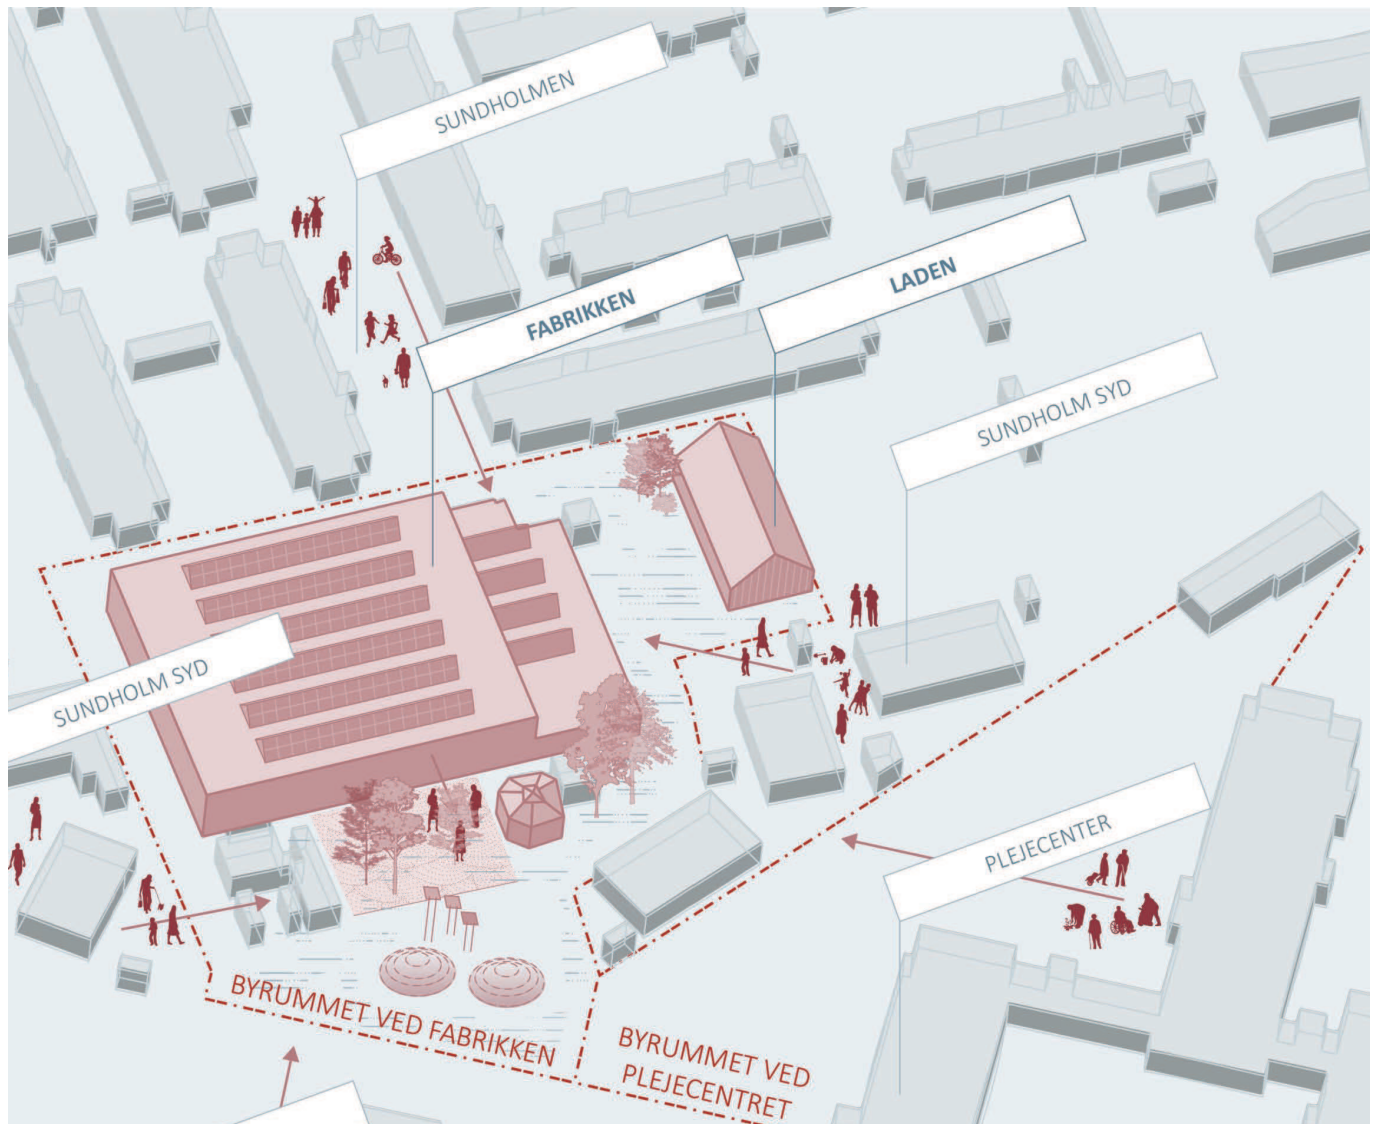 SUNDHOLMEN
FABRIKKEN
LADEN
SUNDHOLM SYD
SUNDHOLM SYD
PLEJECENTER
BYRUMMET VED FABRIKKEN
BYRUMMET VED
PLEJECENTRET